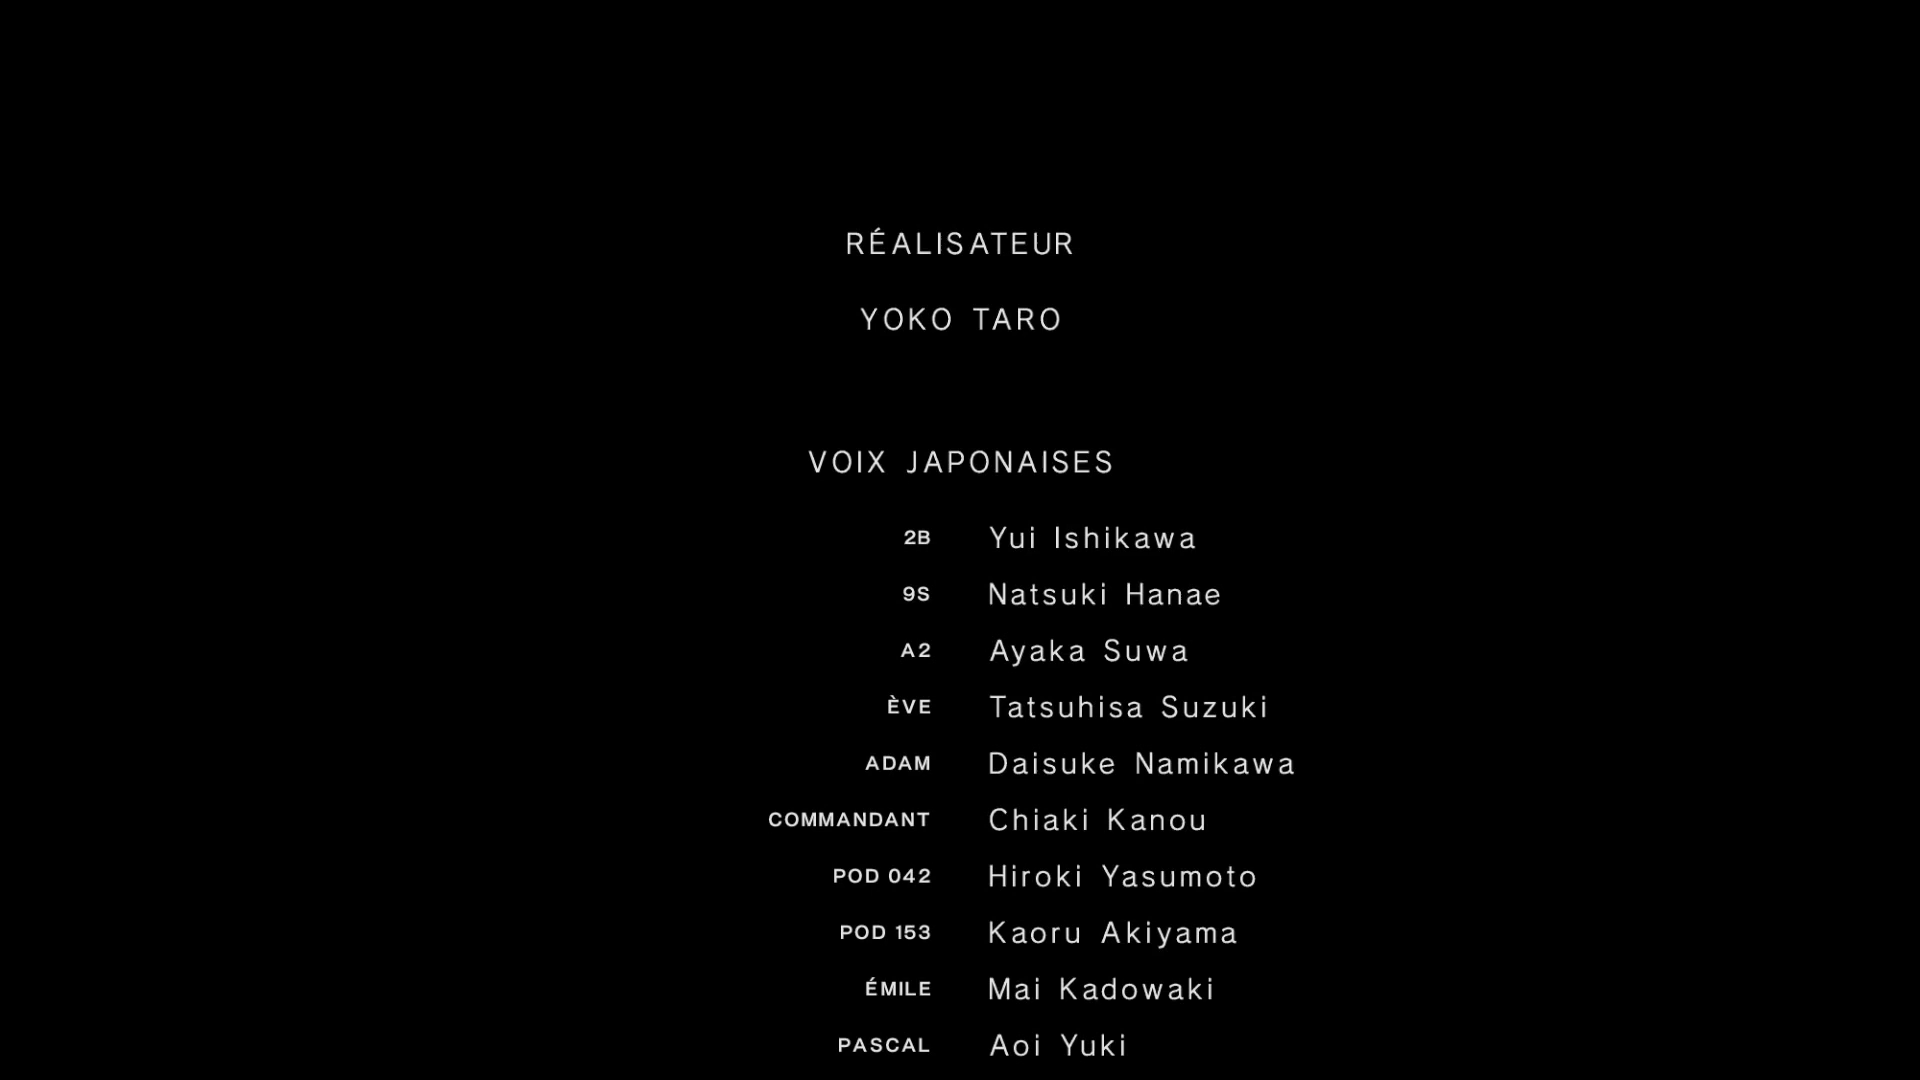 RÉALISATEUR
YOKO TARO
VOIX JAPONAISES
2B Yui Ishikawa
9S Natsuki Hanae
A2 Ayaka Suwa
ÈVE Tatsuhisa Suzuki
ADAM Daisuke Namikawa
COMMANDANT Chiaki Kanou
POD 042 Hiroki Yasumoto
POD 153 Kaoru Akiyama
ÉMILE Mai Kadowaki
PASCAL Aoi Yuki